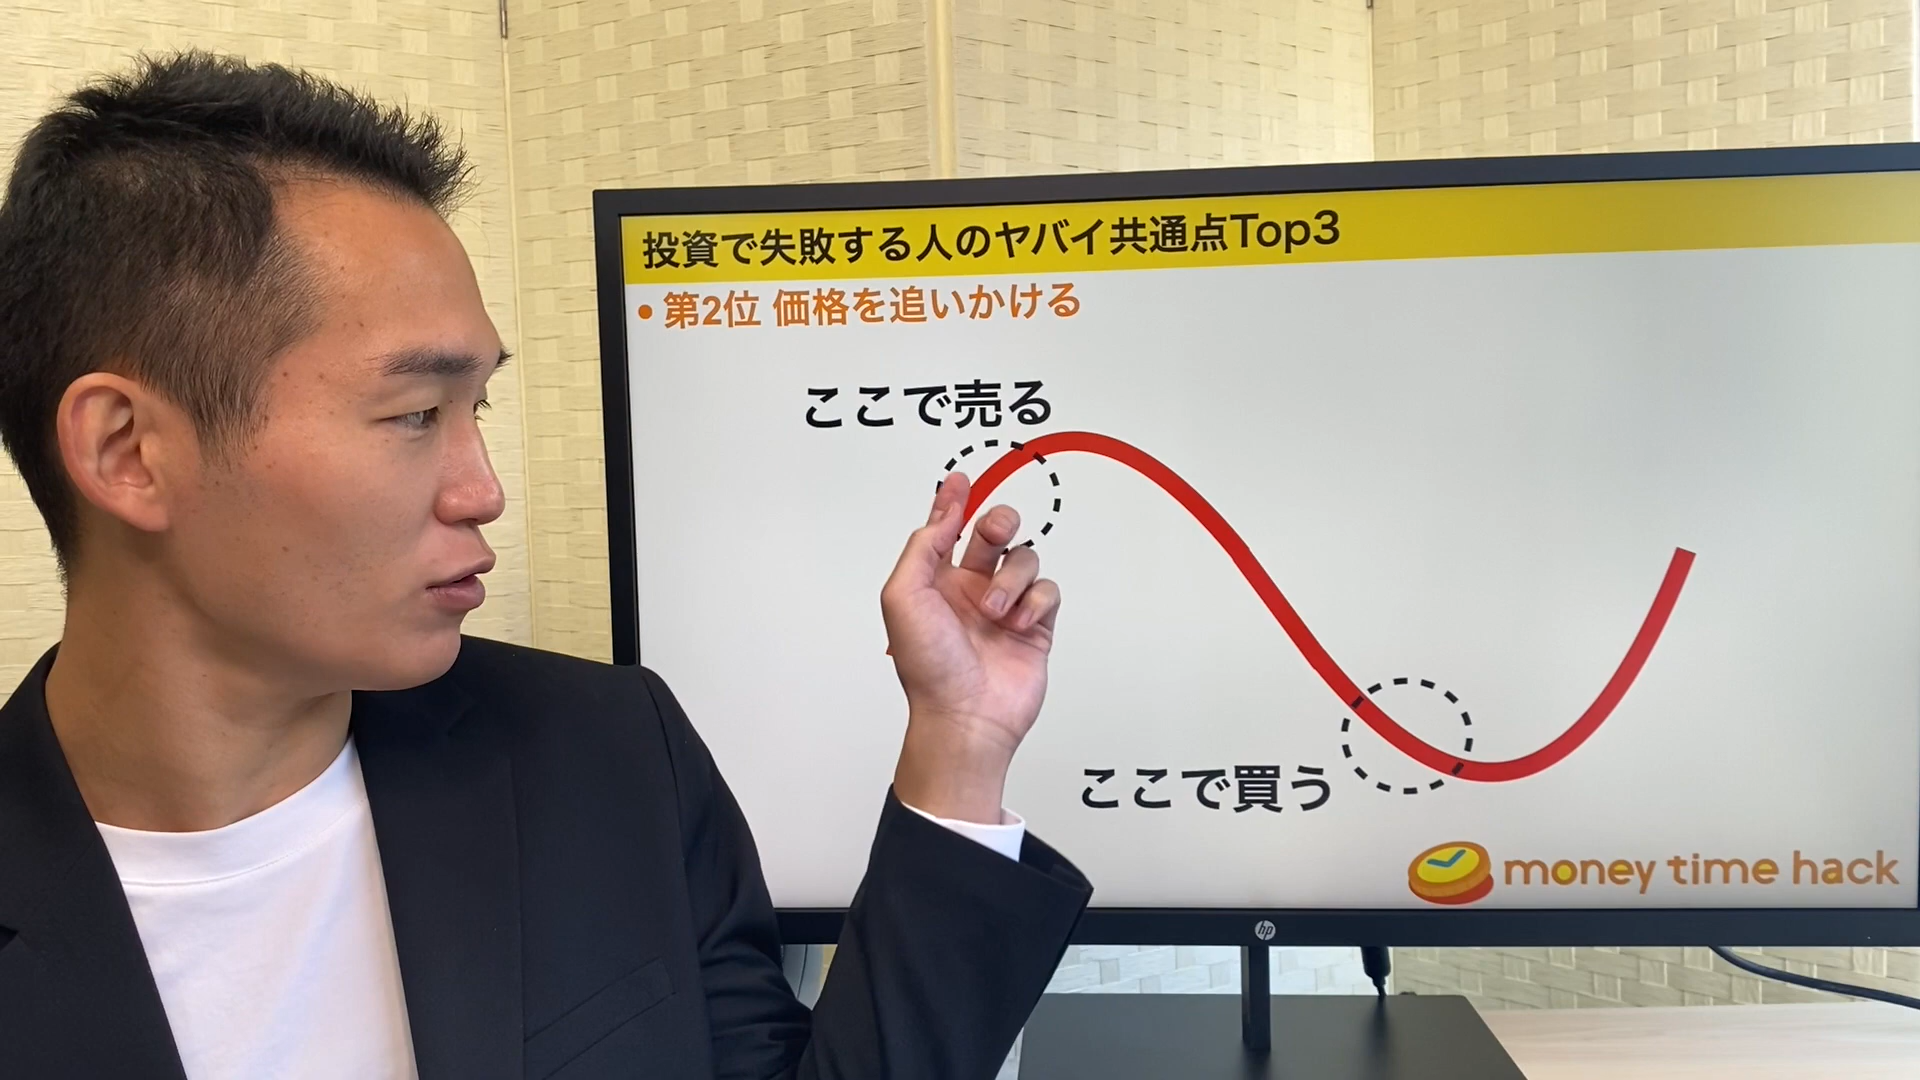 投資で失敗する人のヤバイ共通点Top3
• 第2位 価格を追いかける
ここで売る
ここで買う
money time hack
hp